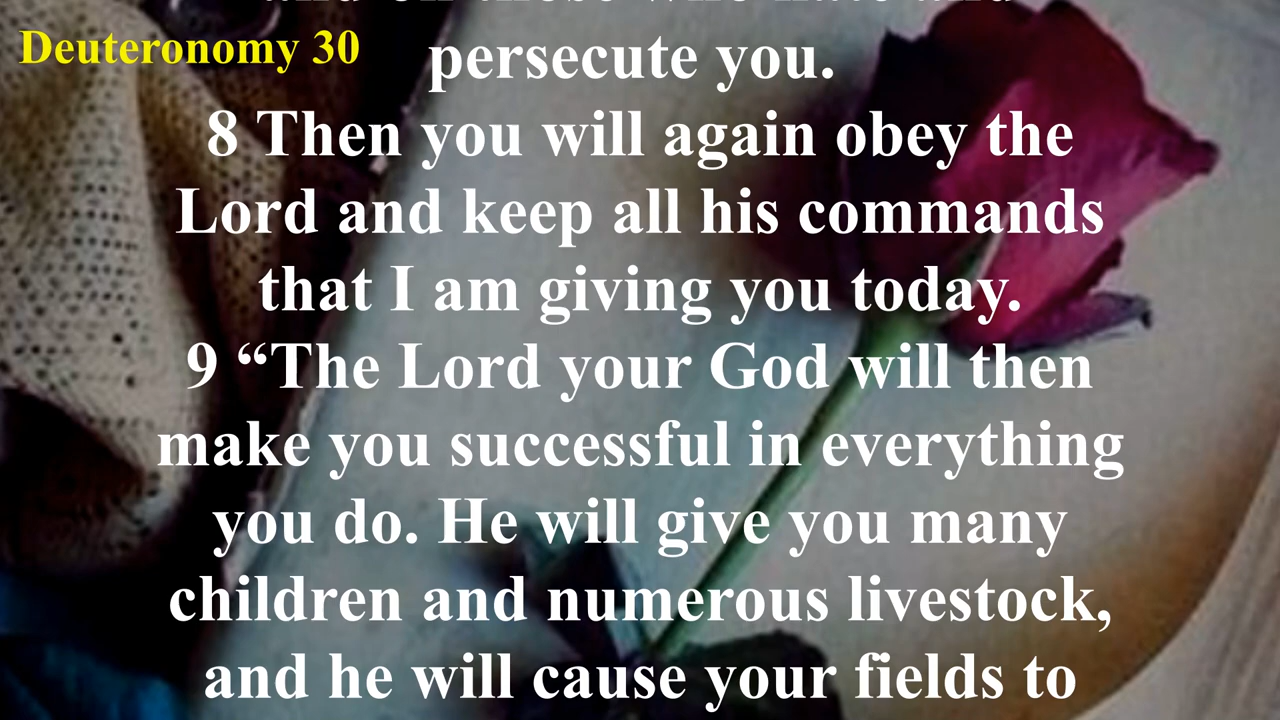 Deuteronomy 30
persecute you.
8 Then you will again obey the
Lord and keep all his commands
that I am giving you today.
9 “The Lord your God will then
make you successful in everything
you do. He will give you many
children and numerous livestock,
and he will cause your fields to